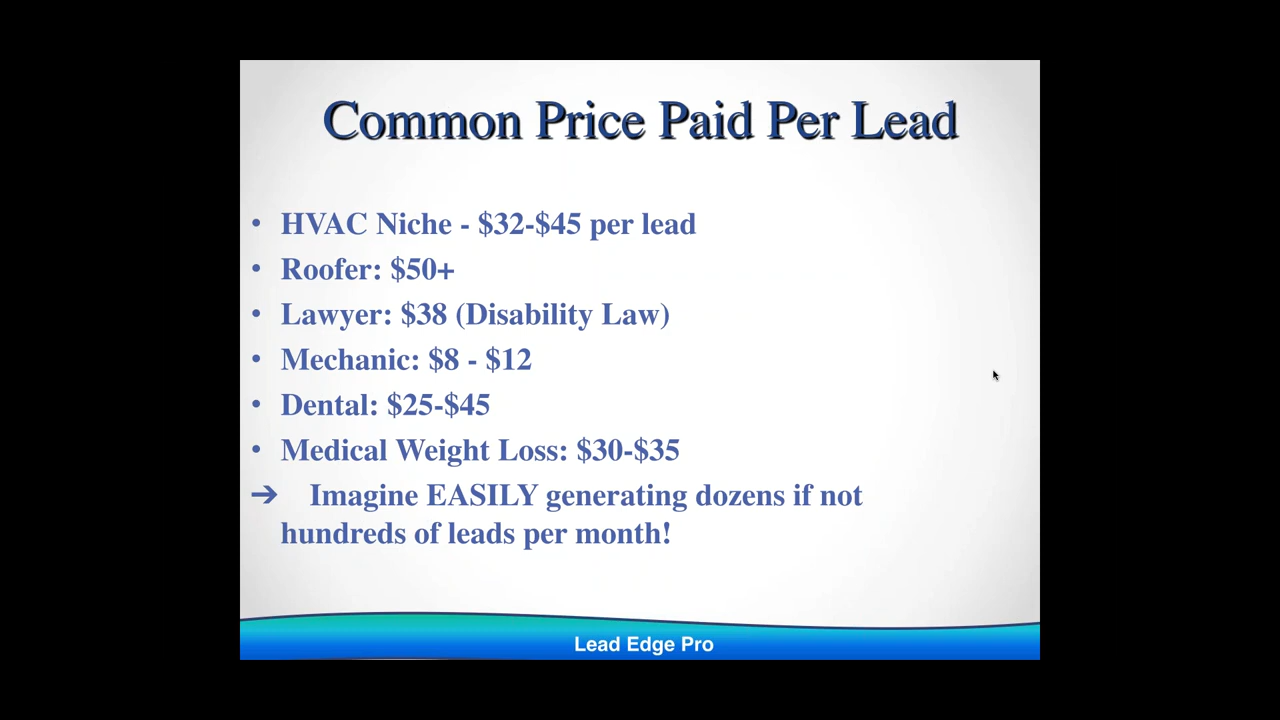 Common Price Paid Per Lead
• HVAC Niche - $32-$45 per lead
• Roofer: $50+
• Lawyer: $38 (Disability Law)
• Mechanic: $8 - $12
• Dental: $25-$45
• Medical Weight Loss: $30-$35
➔ Imagine EASILY generating dozens if not
hundreds of leads per month!
Lead Edge Pro